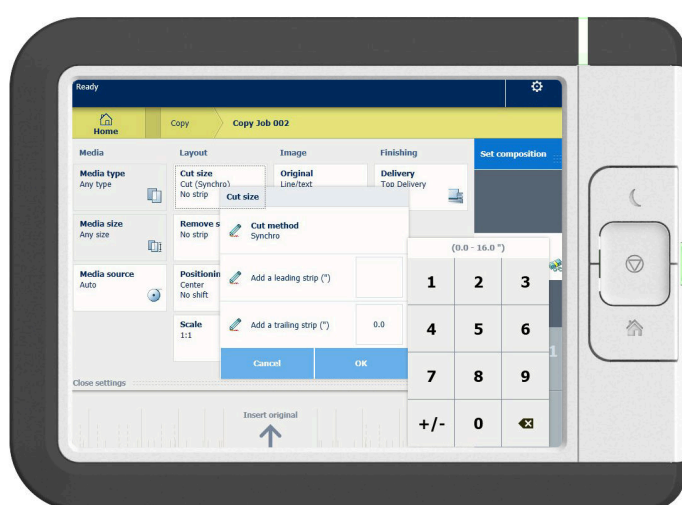 Ready
Home
Copy
Copy Job 002
Media
Layout
Image
Finishing
Set composition
Media type
Any type
Cut size
Cut (Synchro)
No strip
Original
Line/text
Delivery
Top Delivery
Cut size
Media size
Any size
Remove s
No strip
Cut method
Synchro
(0.0 - 16.0 ")
Media source
Auto
Positionin
Center
No shift
Add a leading strip (")
1 2 3
Scale
1:1
Add a trailing strip (")
0.0
4 5 6
1
Cancel
OK
Close settings
7 8 9
Insert original
+/- 0